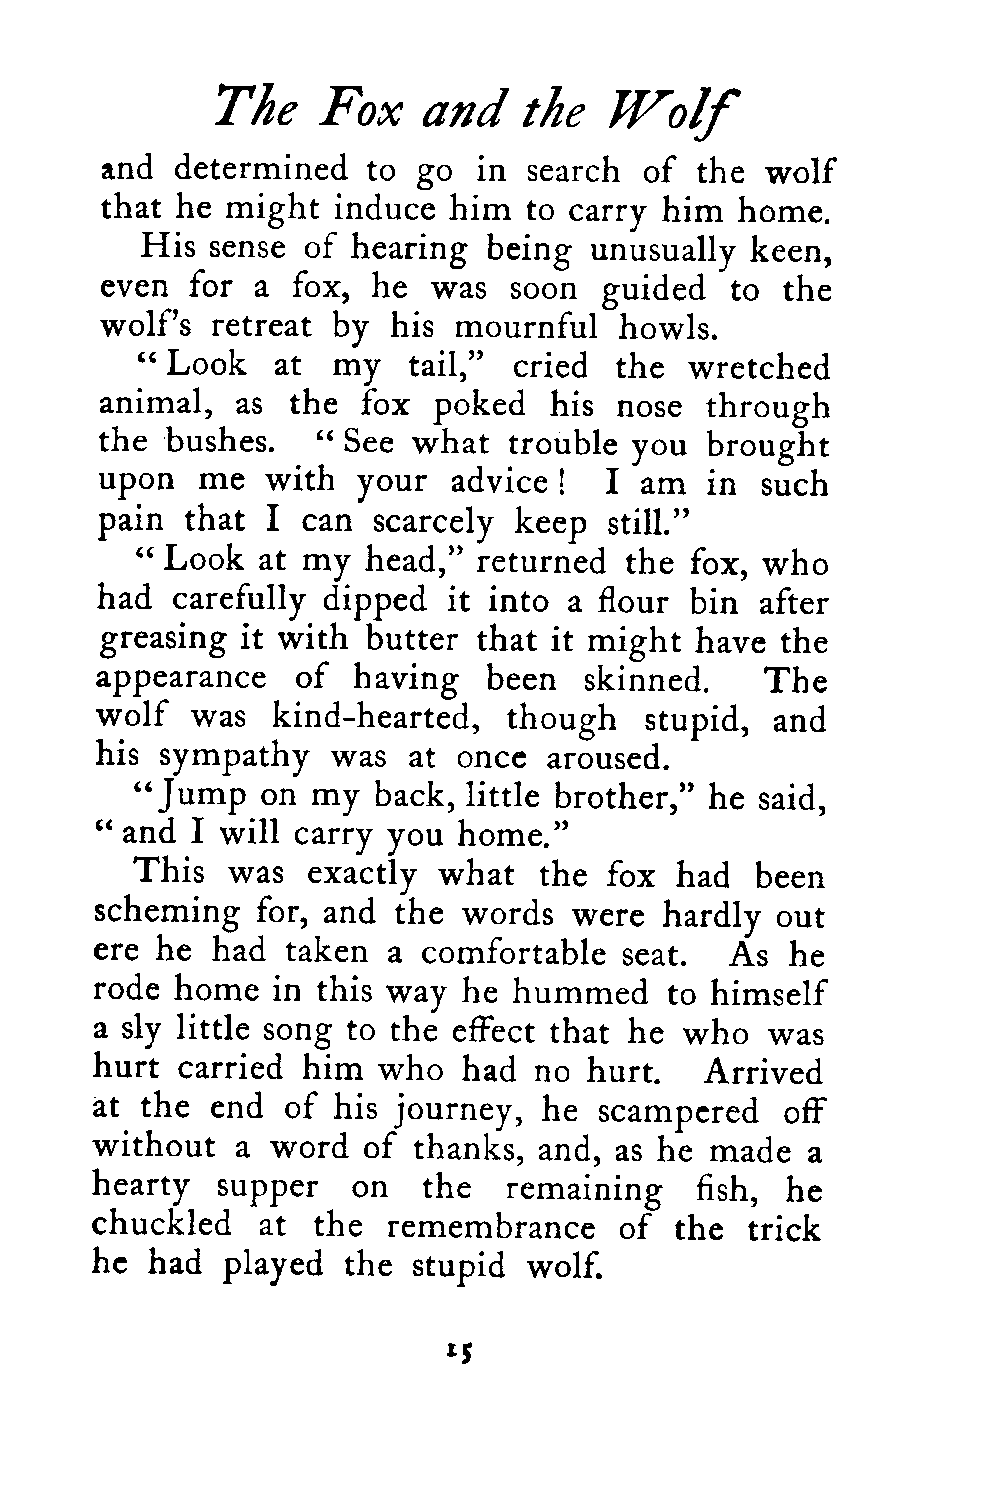 The Fox and the Wolf
and determined to go in search of the wolf
that he might induce him to carry him home.
His sense of hearing being unusually keen,
even for a fox, he was soon guided to the
wolf's retreat by his mournful howls.
“ Look at my tail,” cried the wretched
animal, as the fox poked his nose through
the bushes. “ See what trouble you brought
upon me with your advice ! I am in such
pain that I can scarcely keep still.”
“ Look at my head,” returned the fox, who
had carefully dipped it into a flour bin after
greasing it with butter that it might have the
appearance of having been skinned. The
wolf was kind-hearted, though stupid, and
his sympathy was at once aroused.
“Jump on my back, little brother,” he said,
“ and I will carry you home.”
This was exactly what the fox had been
scheming for, and the words were hardly out
ere he had taken a comfortable seat. As he
rode home in this way he hummed to himself
a sly little song to the effect that he who was
hurt carried him who had no hurt. Arrived
at the end of his journey, he scampered off
without a word of thanks, and, as he made a
hearty supper on the remaining fish, he
chuckled at the remembrance of the trick
he had played the stupid wolf.
15